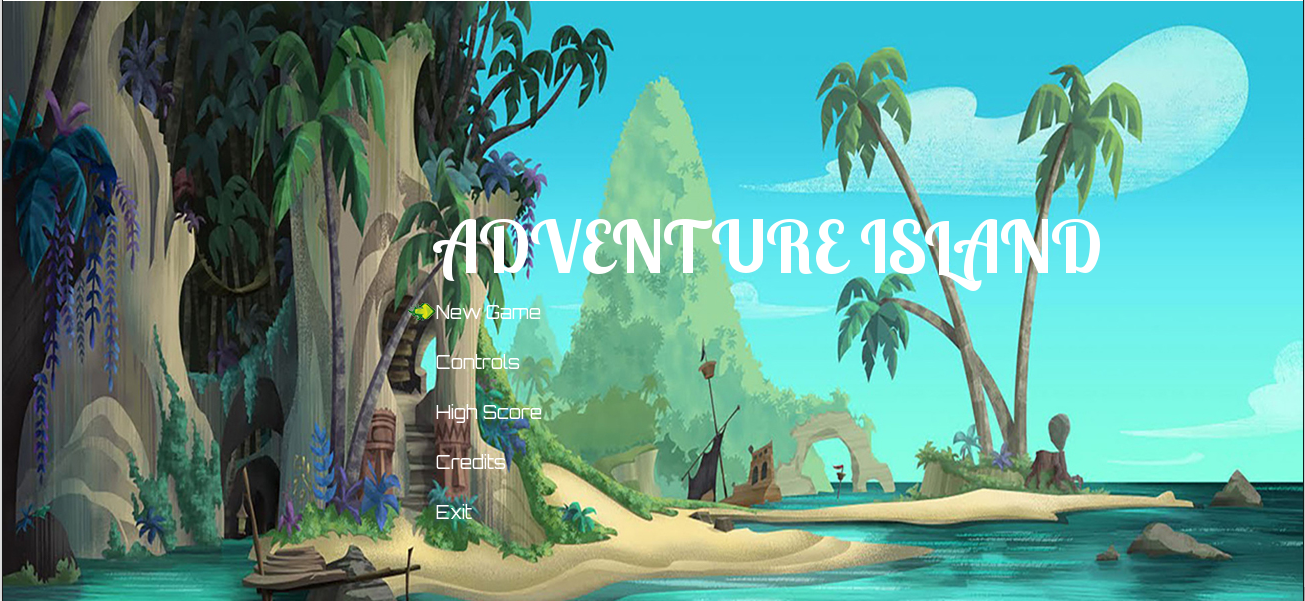 ADVENTURE ISLAND
New Game
Controls
High Score
Credits
Exit